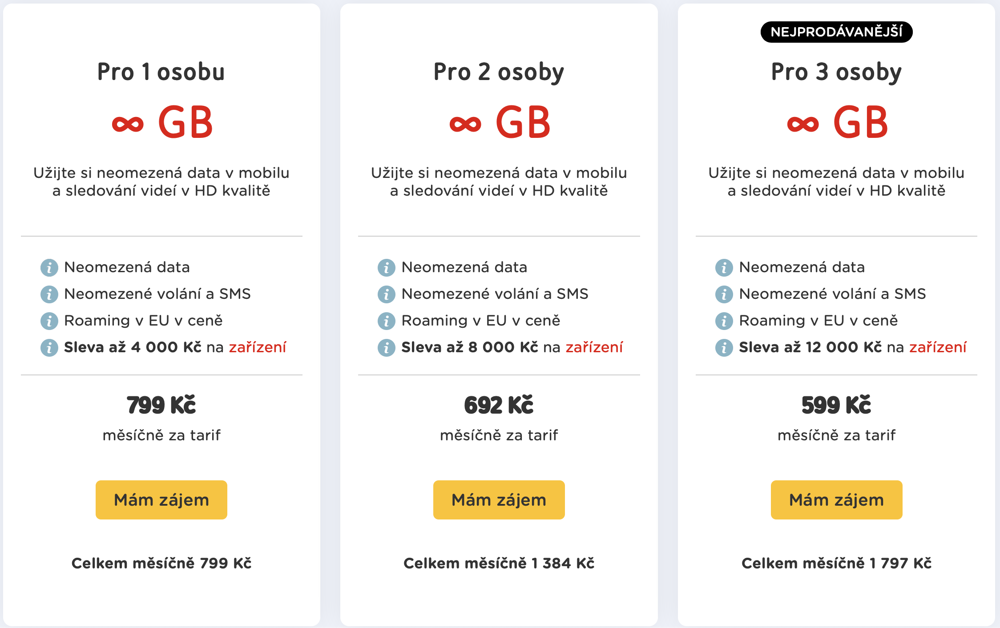 Pro 1 osobu
∞ GB
Užijte si neomezená data v mobilu
a sledování videí v HD kvalitě
Neomezená data
Neomezené volání a SMS
Roaming v EU v ceně
Sleva až 4 000 Kč na zařízení
799 Kč
měsíčně za tarif
Mám zájem
Celkem měsíčně 799 Kč
Pro 2 osoby
∞ GB
Užijte si neomezená data v mobilu
a sledování videí v HD kvalitě
Neomezená data
Neomezené volání a SMS
Roaming v EU v ceně
Sleva až 8 000 Kč na zařízení
692 Kč
měsíčně za tarif
Mám zájem
Celkem měsíčně 1 384 Kč
NEJPRODÁVANĚJŠÍ
Pro 3 osoby
∞ GB
Užijte si neomezená data v mobilu
a sledování videí v HD kvalitě
Neomezená data
Neomezené volání a SMS
Roaming v EU v ceně
Sleva až 12 000 Kč na zařízení
599 Kč
měsíčně za tarif
Mám zájem
Celkem měsíčně 1 797 Kč